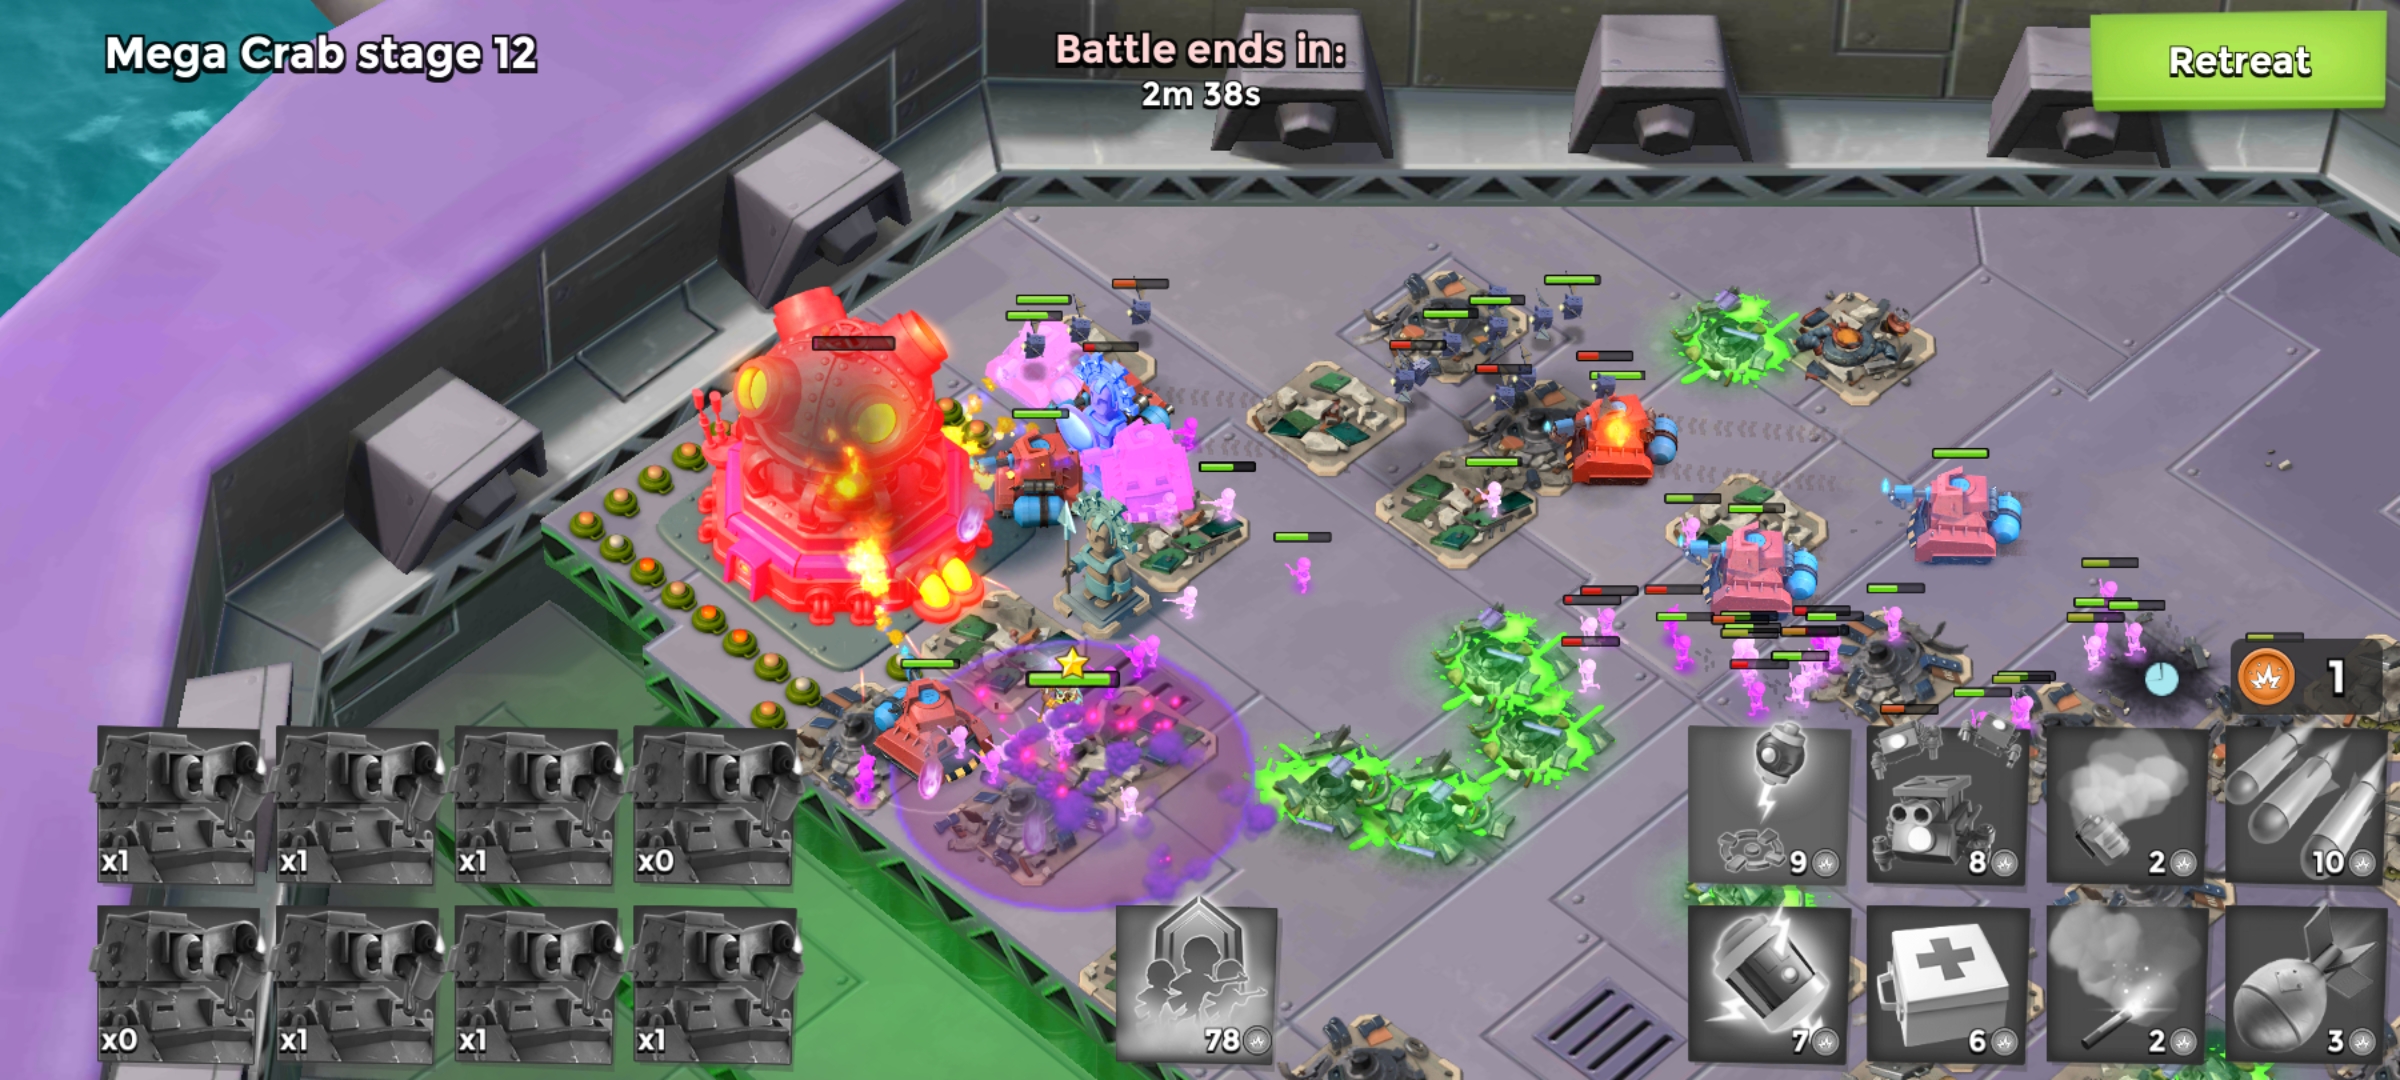 Mega Crab stage 12
Battle ends in:
2m 38s
Retreat
1
x1
x1
x1
x0
9
8
2
10
x0
x1
x1
x1
78
7
6
2
3